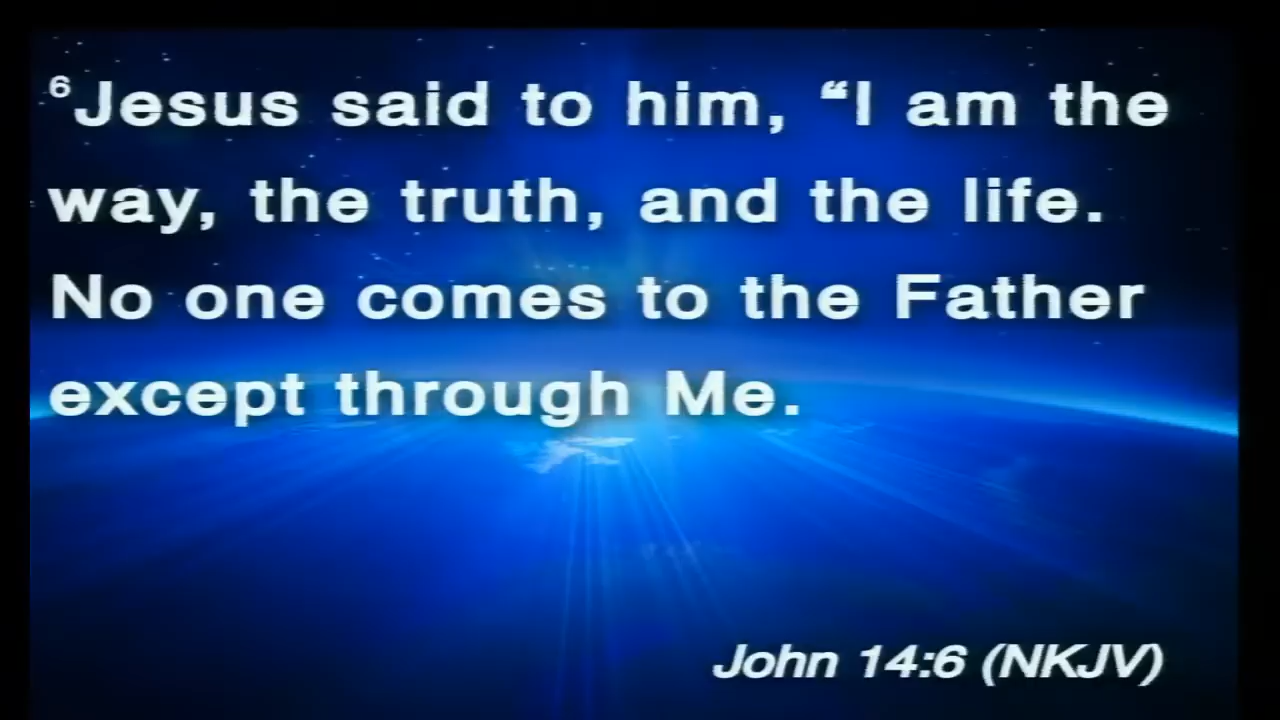 ⁶Jesus said to him, “I am the
way, the truth, and the life.
No one comes to the Father
except through Me.
John 14:6 (NKJV)